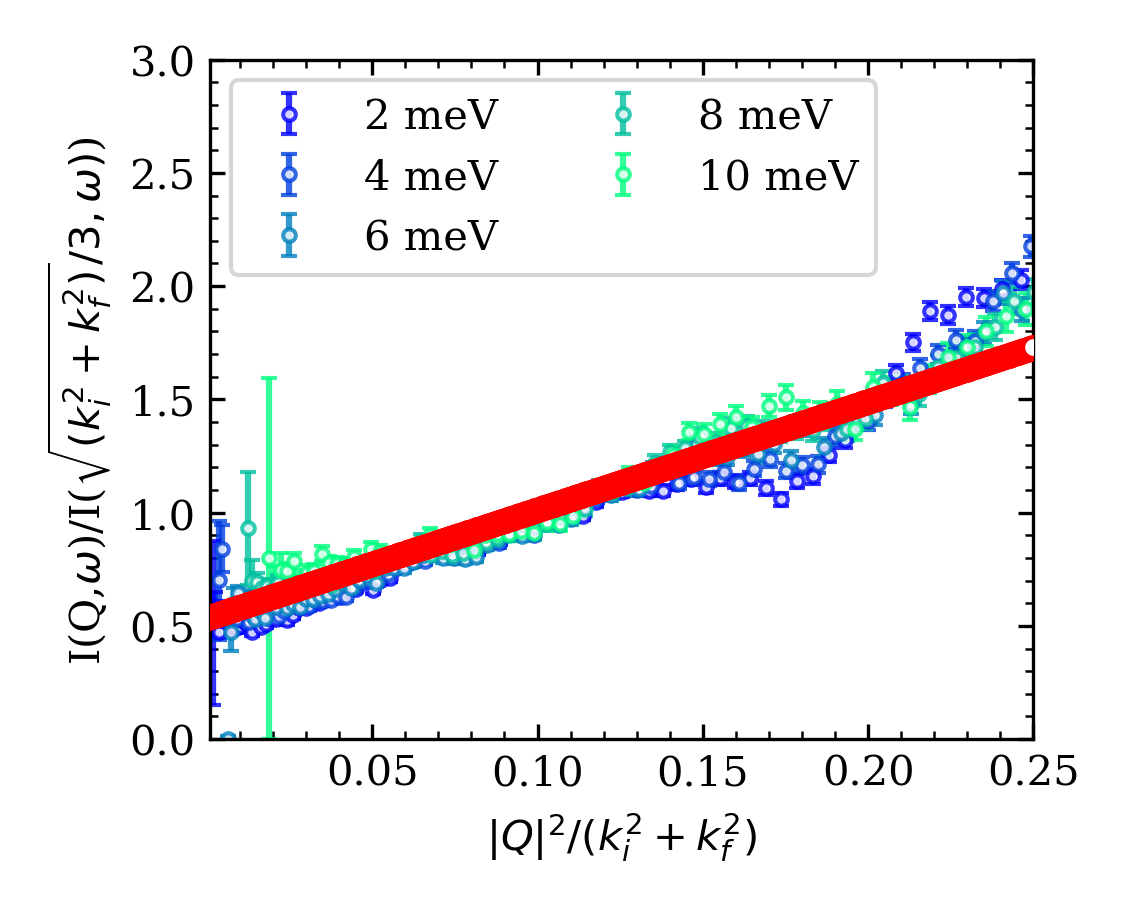 I(Q,ω)/I(√(k_i^2 + k_f^2)/3, ω))
3.0
2.5
2.0
1.5
1.0
0.5
0.0
2 meV
4 meV
6 meV
8 meV
10 meV
0.05 0.10 0.15 0.20 0.25
|Q|^2/(k_i^2 + k_f^2)